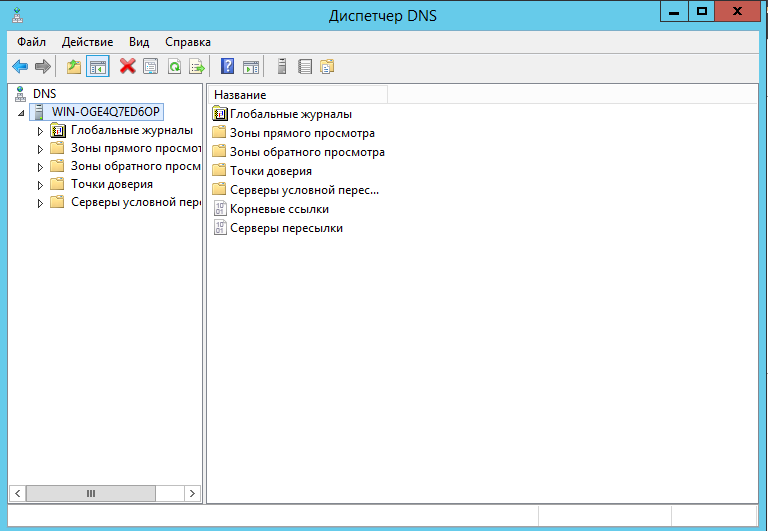 Диспетчер DNS
Файл Действие Вид Справка
DNS
WIN-OGE4Q7ED6OP
Глобальные журналы
Зоны прямого просмот
Зоны обратного просм
Точки доверия
Серверы условной пер
Название
Глобальные журналы
Зоны прямого просмотра
Зоны обратного просмотра
Точки доверия
Серверы условной перес...
Корневые ссылки
Серверы пересылки